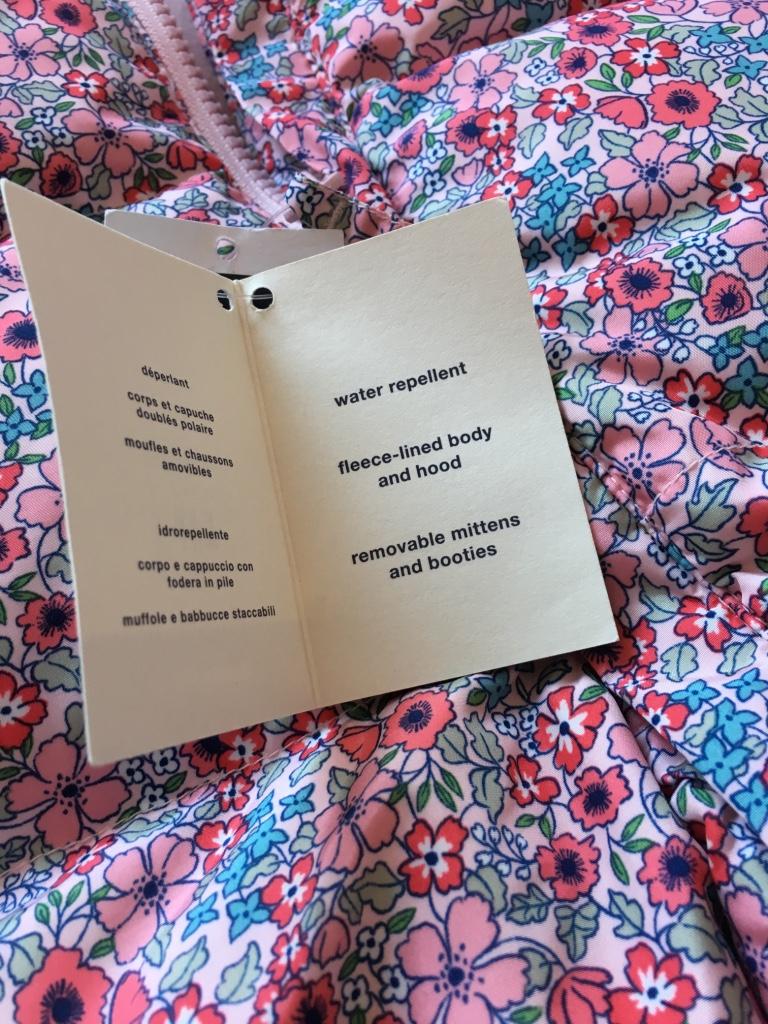 déperlant
corps et capuche
doublés polaire
moufles et chaussons
amovibles
idrorepellente
corpo e cappuccio con
fodera in pile
muffole e babbucce staccabili
water repellent
fleece-lined body
and hood
removable mittens
and booties